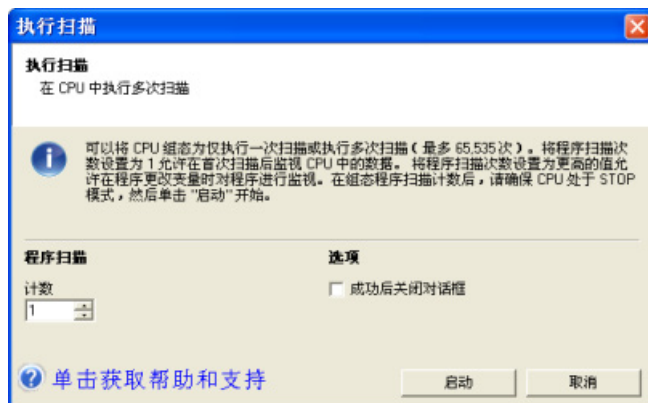 执行扫描
执行扫描
在 CPU 中执行多次扫描
可以将 CPU 组态为仅执行一次扫描或执行多次扫描(最多 65,535次)。将程序扫描次
数设置为 1 允许在首次扫描后监视 CPU 中的数据。 将程序扫描次数设置为更高的值允
许在程序更改变量时对程序进行监视。在组态程序扫描计数后,请确保 CPU 处于 STOP
模式,然后单击 "启动"开始。
程序扫描
选项
计数
1
成功后关闭对话框
单击获取帮助和支持
启动
取消